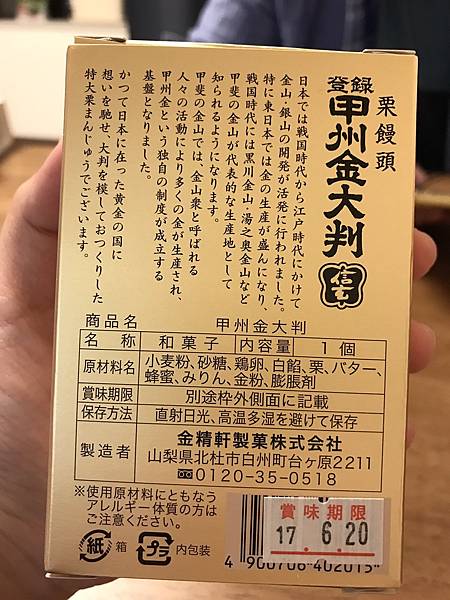 栗饅頭
登録
甲州金大判
信玄
日本では戦国時代から江戸時代にかけて
金山・銀山の開発が活発に行われました。
特に東日本では金の生産が盛んになり、
戦国時代には黒川金山・湯之奥金山など
甲斐の金山が代表的な生産地として
知られるようになります。
甲斐の金山では、金山衆と呼ばれる
人々の活動により多くの金が生産され、
甲州金という独自の制度が成立する
基盤となりました。
かつて日本に在った黄金の国に
想いを馳せ、大判を模しておつくりした
特大栗まんじゅうでございます。
商品名 甲州金大判
名称 和菓子 内容量 1個
原材料名 小麦粉、砂糖、鶏卵、白餡、栗、バター、
蜂蜜、みりん、金粉、膨脹剤
賞味期限 別途枠外側面に記載
保存方法 直射日光、高温多湿を避けて保存
製造者 金精軒製菓株式会社
山梨県北杜市白州町台ヶ原2211
0120-35-0518
※使用原材料にともなう
アレルギー体質の方は
ご注意ください。
紙 箱 プラ 内包装
賞味期限
17.6.20
4 900706 402015